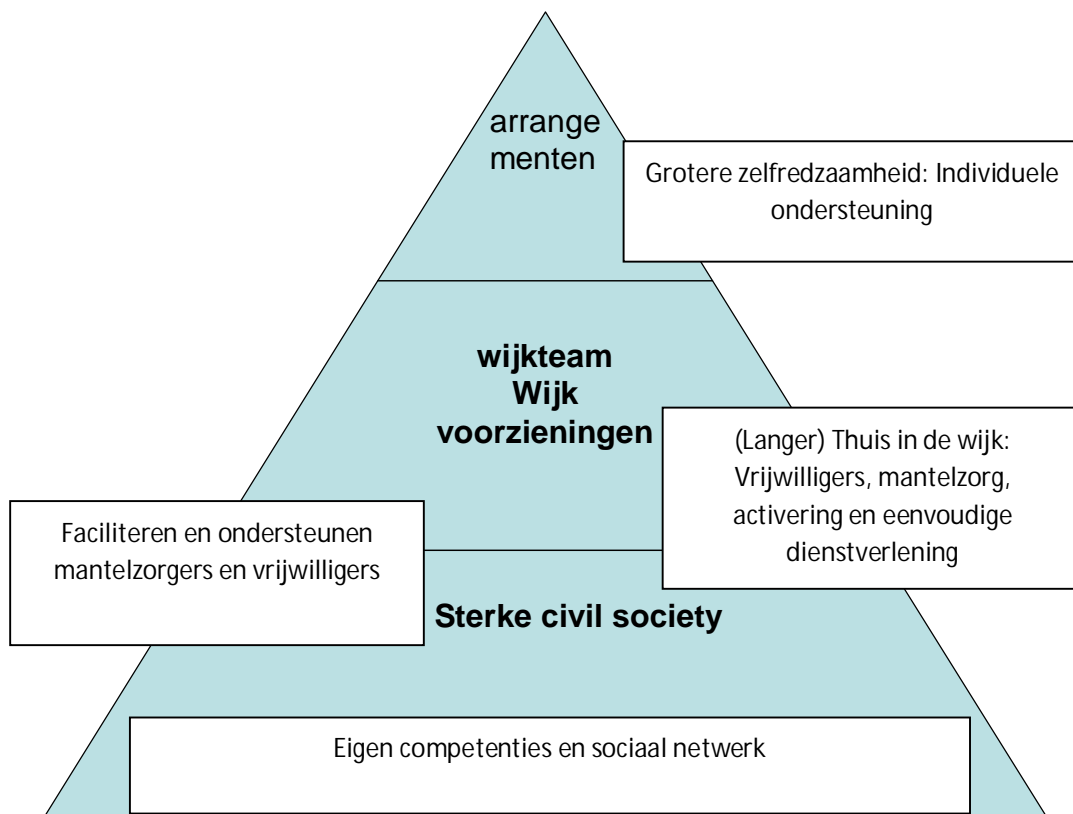 arrange
menten
Grotere zelfredzaamheid: Individuele
ondersteuning
wijkteam
Wijk
voorzieningen
(Langer) Thuis in de wijk:
Vrijwilligers, mantelzorg,
activering en eenvoudige
dienstverlening
Faciliteren en ondersteunen
mantelzorgers en vrijwilligers
Sterke civil society
Eigen competenties en sociaal netwerk